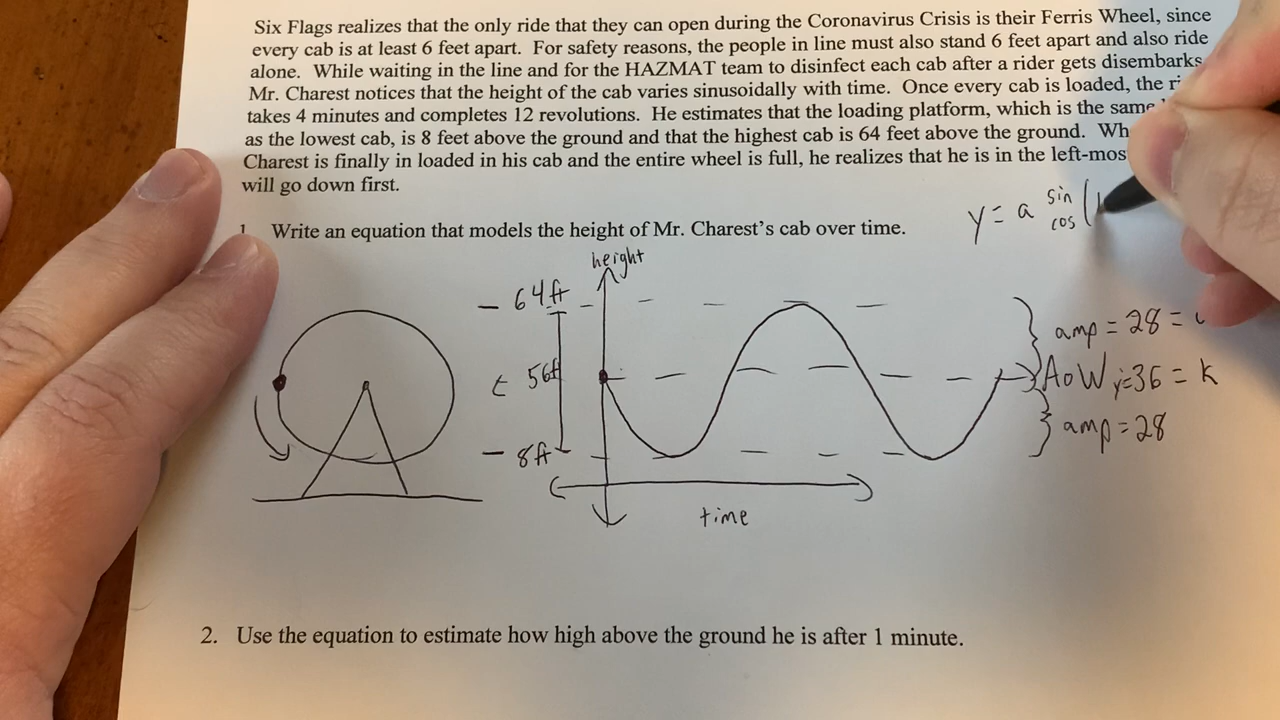 Six Flags realizes that the only ride that they can open during the Coronavirus Crisis is their Ferris Wheel, since
every cab is at least 6 feet apart. For safety reasons, the people in line must also stand 6 feet apart and also ride
alone. While waiting in the line and for the HAZMAT team to disinfect each cab after a rider gets disembarks
Mr. Charest notices that the height of the cab varies sinusoidally with time. Once every cab is loaded, the
takes 4 minutes and completes 12 revolutions. He estimates that the loading platform, which is the same
as the lowest cab, is 8 feet above the ground and that the highest cab is 64 feet above the ground.
Charest is finally in loaded in his cab and the entire wheel is full, he realizes that he is in the
will go down first.
y = a sin cos (
1 Write an equation that models the height of Mr. Charest's cab over time.
height
64ft
amp = 28 =
56ft
AoW y=36 = k
amp = 28
8ft
time
2. Use the equation to estimate how high above the ground he is after 1 minute.